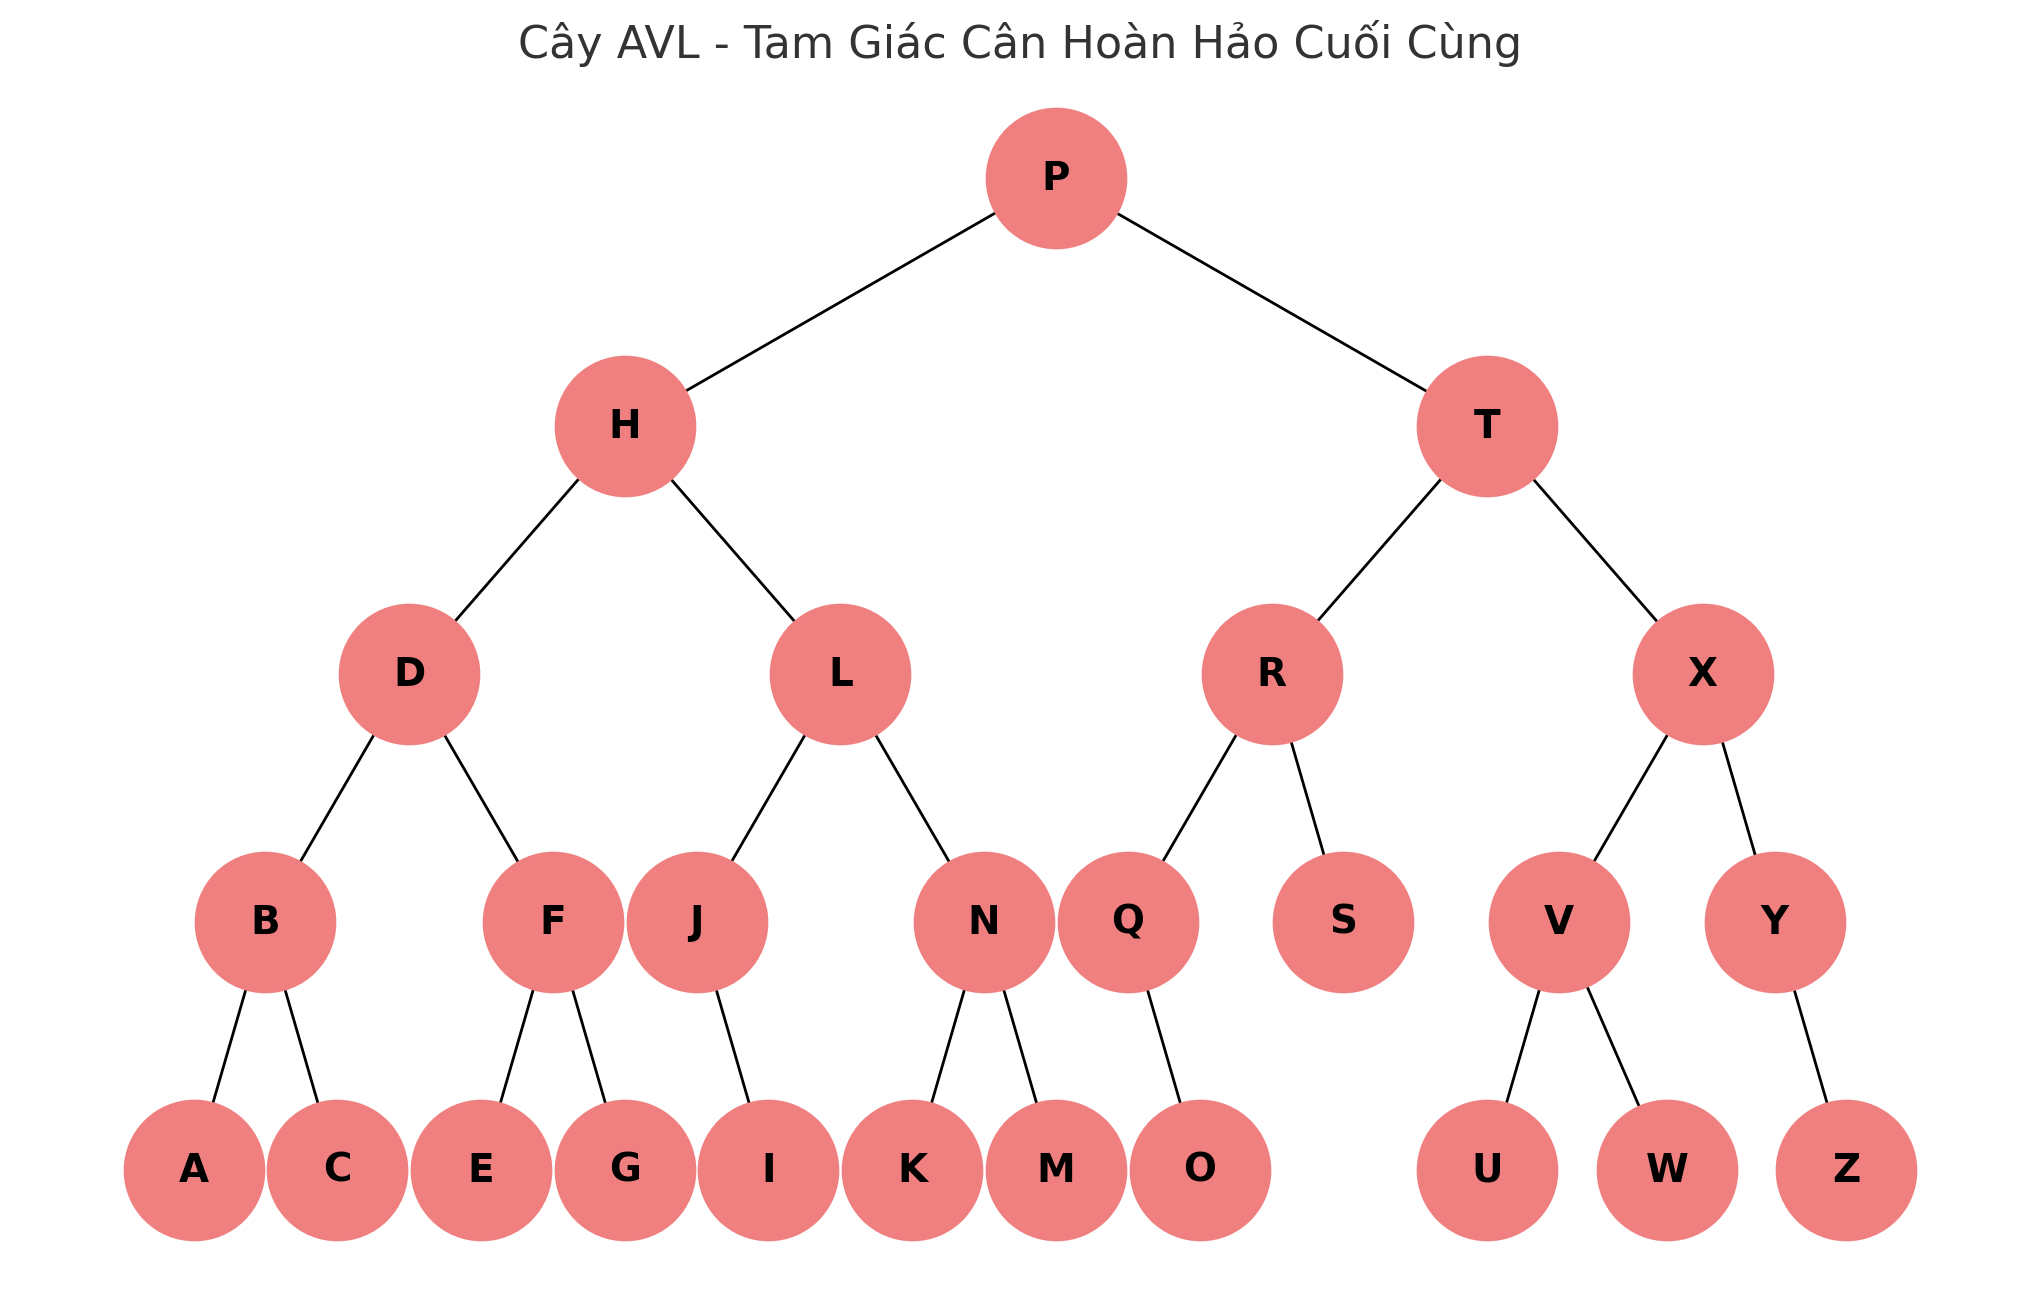 Cây AVL - Tam Giác Cân Hoàn Hảo Cuối Cùng
P
H T
D L R X
B F J N Q S V Y
A C E G I K M O U W Z